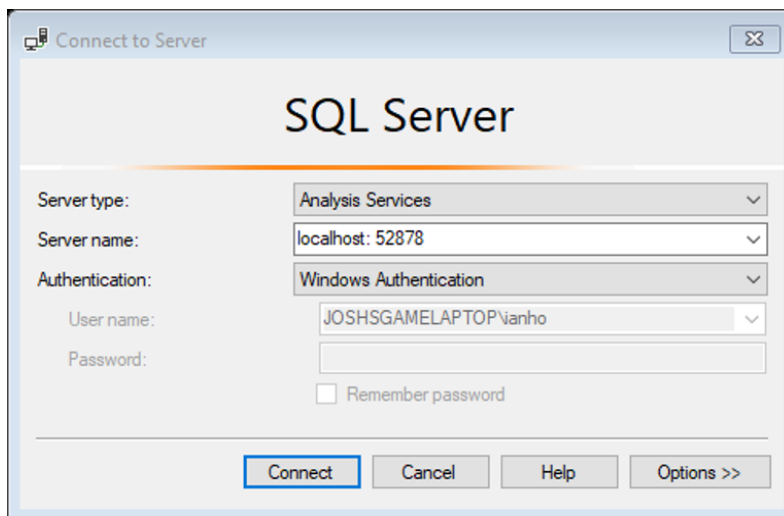 Connect to Server
SQL Server
Server type: Analysis Services
Server name: localhost: 52878
Authentication: Windows Authentication
User name: JOSHSGAMELAPTOP\ianho
Password:
Remember password
Connect Cancel Help Options >>